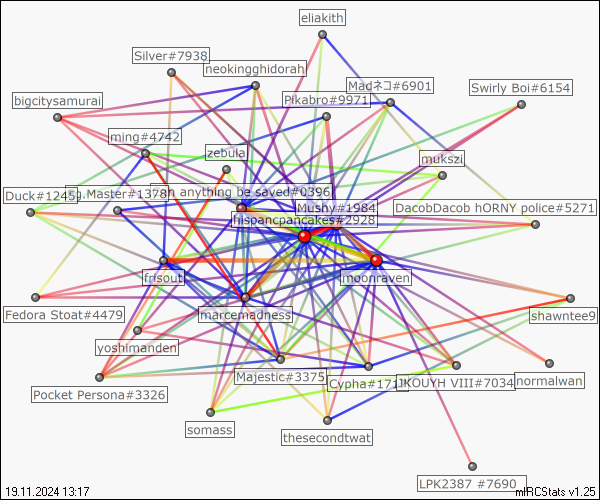 eliakith
Silver#7938
neokingghidorah
Madネコ#6901
Swirly Boi#6154
bigcitysamurai
Pikabro#9971
ming#4742
zebula
mukszi
Duck#1245
.Master#1378
h anything be saved#0396
Mushy#1984
DacobDacob hORNY police#5271
hispancpancakes#2928
frisout
moonraven
Fedora Stoat#4479
marcemadness
shawntee9
yoshimanden
Majestic#3375
Cypha#171
JKOUYH VIII#7034
normalwan
Pocket Persona#3326
somass
thesecondtwat
LPK2387 #7690
19.11.2024 13:17
mIRCStats v1.25